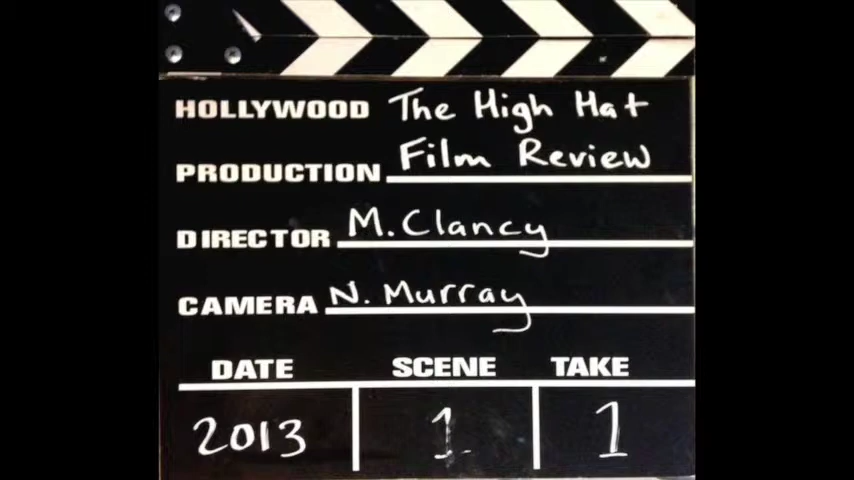 HOLLYWOOD The High Hat
PRODUCTION Film Review
DIRECTOR M. Clancy
CAMERA N. Murray
DATE SCENE TAKE
2013 1 1